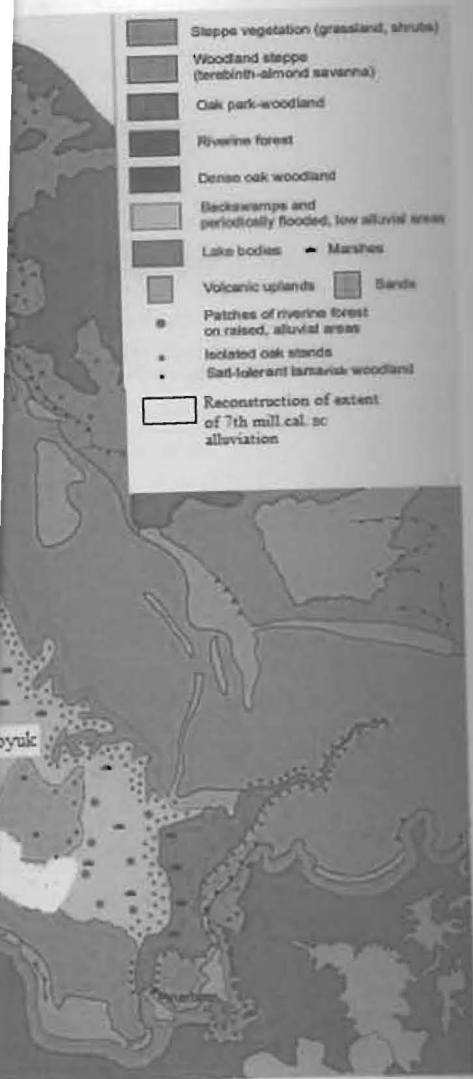 Steppe vegetation (grassland, shrubs)
Woodland steppe
(terebinth-almond savanna)
Oak park-woodland
Riverine forest
Dense oak woodland
Backswamps and
periodically flooded, low alluvial areas
Lake bodies
Marshes
Volcanic uplands
Sands
Patches of riverine forest
on raised, alluvial areas
Isolated oak stands
Salt-tolerant tamarisk woodland
Reconstruction of extent
of 7th mill.cal. BC
alluviation
oyuk